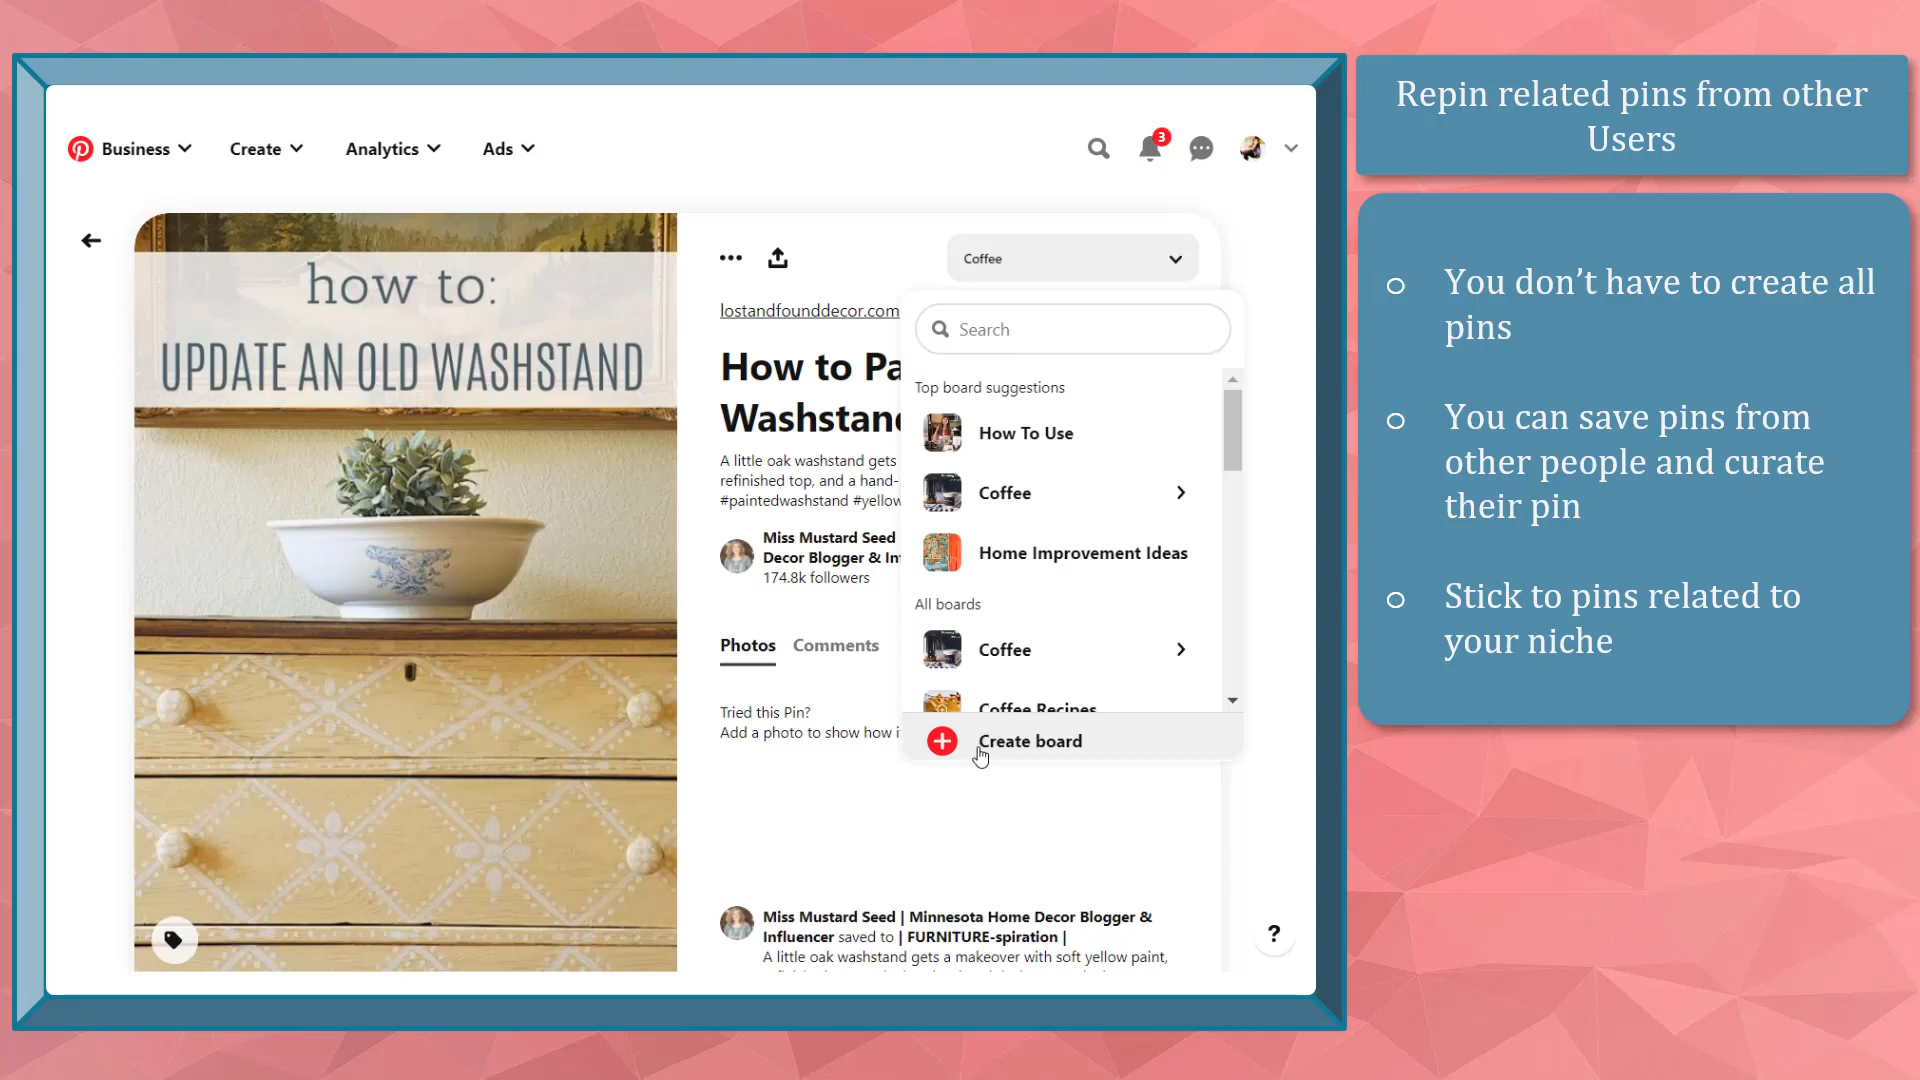 Repin related pins from other
Users
Business
Create
Analytics
Ads
3
how to:
UPDATE AN OLD WASHSTAND
Coffee
lostandfounddecor.com
Search
How to Pa
Washstan
Top board suggestions
How To Use
A little oak washstand gets
refinished top, and a hand-
#paintedwashstand #yellow
Coffee
Miss Mustard Seed
Decor Blogger & In
174.8k followers
Home Improvement Ideas
All boards
Photos
Comments
Coffee
Coffee Recipes
Tried this Pin?
Add a photo to show how i
Create board
Miss Mustard Seed | Minnesota Home Decor Blogger &
Influencer saved to | FURNITURE-spiration |
A little oak washstand gets a makeover with soft yellow paint,
?
You don’t have to create all
pins
You can save pins from
other people and curate
their pin
Stick to pins related to
your niche